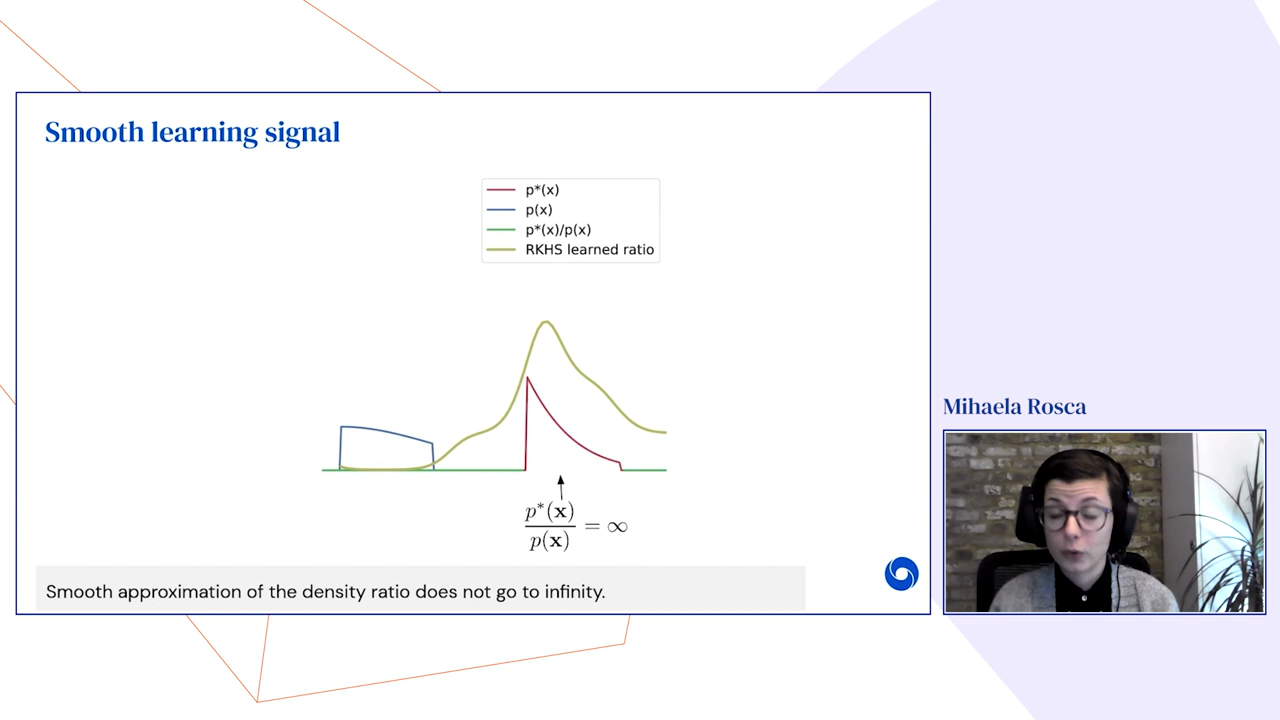 Smooth learning signal
p*(x)
p(x)
p*(x)/p(x)
RKHS learned ratio
p*(x)
p(x)
= ∞
Smooth approximation of the density ratio does not go to infinity.
Mihaela Rosca